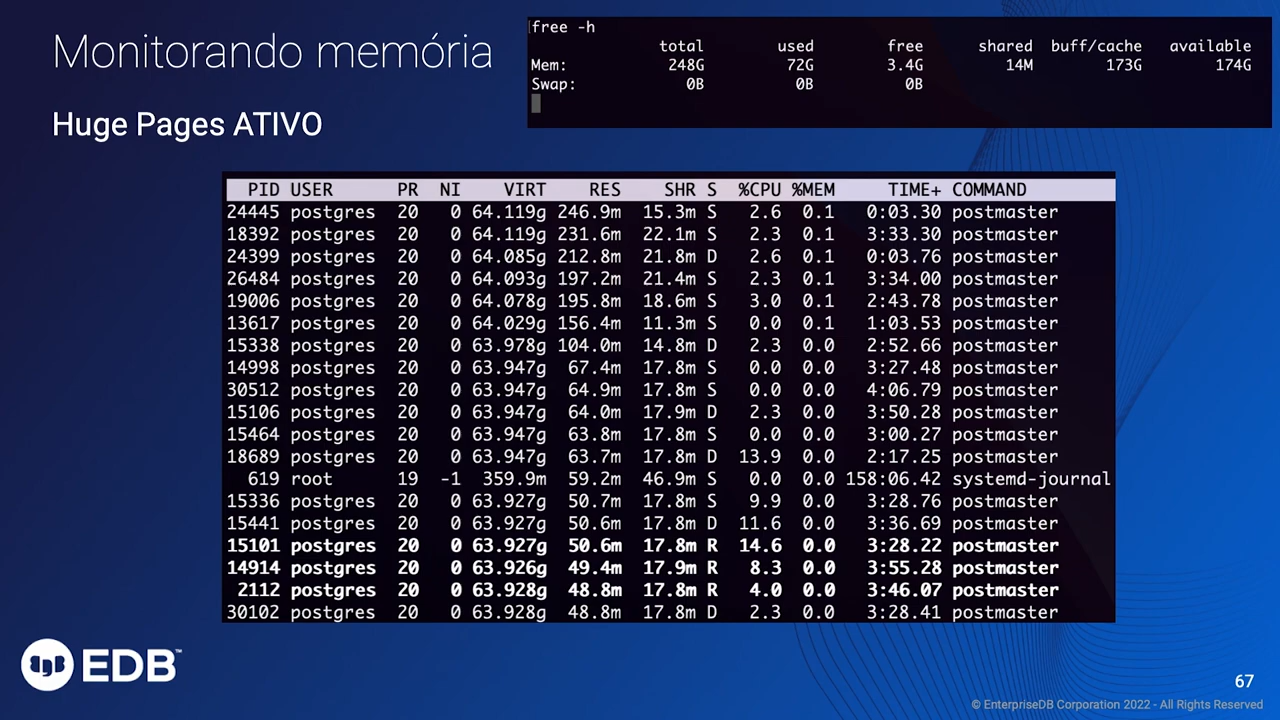 Monitorando memória
Huge Pages ATIVO
free -h
total used free shared buff/cache available
Mem: 248G 72G 3.4G 14M 173G 174G
Swap: 0B 0B 0B
PID USER PR NI VIRT RES SHR S %CPU %MEM TIME+ COMMAND
24445 postgres 20 0 64.119g 246.9m 15.3m S 2.6 0.1 0:03.30 postmaster
18392 postgres 20 0 64.119g 231.6m 22.1m S 2.3 0.1 3:33.30 postmaster
24399 postgres 20 0 64.085g 212.8m 21.8m D 2.6 0.1 0:03.76 postmaster
26484 postgres 20 0 64.093g 197.2m 21.4m S 2.3 0.1 3:34.00 postmaster
19006 postgres 20 0 64.078g 195.8m 18.6m S 3.0 0.1 2:43.78 postmaster
13617 postgres 20 0 64.029g 156.4m 11.3m S 0.0 0.1 1:03.53 postmaster
15338 postgres 20 0 63.978g 104.0m 14.8m D 2.3 0.0 2:52.66 postmaster
14998 postgres 20 0 63.947g 67.4m 17.8m S 0.0 0.0 3:27.48 postmaster
30512 postgres 20 0 63.947g 64.9m 17.8m S 0.0 0.0 4:06.79 postmaster
15106 postgres 20 0 63.947g 64.0m 17.9m D 2.3 0.0 3:50.28 postmaster
15464 postgres 20 0 63.947g 63.8m 17.8m S 0.0 0.0 3:00.27 postmaster
18689 postgres 20 0 63.947g 63.7m 17.8m D 13.9 0.0 2:17.25 postmaster
619 root 19 -1 359.9m 59.2m 46.9m S 0.0 0.0 158:06.42 systemd-journal
15336 postgres 20 0 63.927g 50.7m 17.8m S 9.9 0.0 3:28.76 postmaster
15441 postgres 20 0 63.927g 50.6m 17.8m D 11.6 0.0 3:36.69 postmaster
15101 postgres 20 0 63.927g 50.6m 17.8m R 14.6 0.0 3:28.22 postmaster
14914 postgres 20 0 63.926g 49.4m 17.9m R 8.3 0.0 3:55.28 postmaster
2112 postgres 20 0 63.928g 48.8m 17.8m R 4.0 0.0 3:46.07 postmaster
30102 postgres 20 0 63.928g 48.8m 17.8m D 2.3 0.0 3:28.41 postmaster
EDB™
67
© EnterpriseDB Corporation 2022 - All Rights Reserved